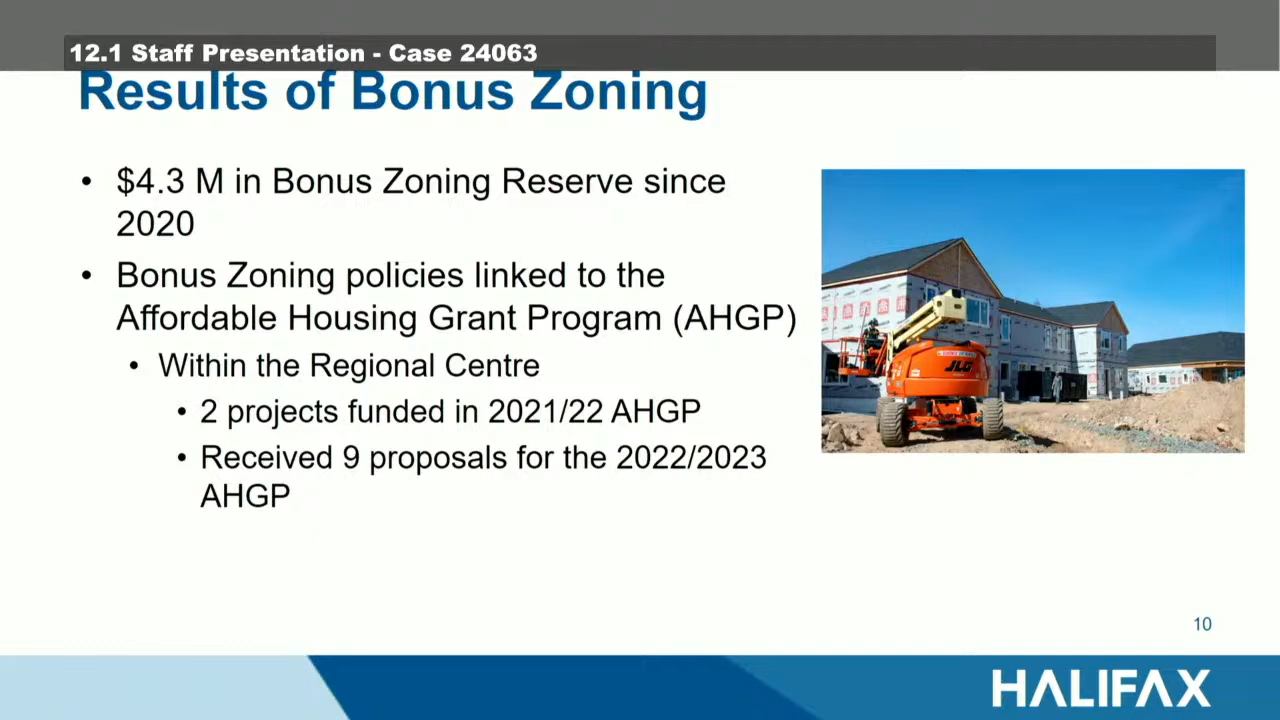 12.1 Staff Presentation - Case 24063
Results of Bonus Zoning
• $4.3 M in Bonus Zoning Reserve since
2020
• Bonus Zoning policies linked to the
Affordable Housing Grant Program (AHGP)
• Within the Regional Centre
• 2 projects funded in 2021/22 AHGP
• Received 9 proposals for the 2022/2023
AHGP
JLG
10
HALIFAX